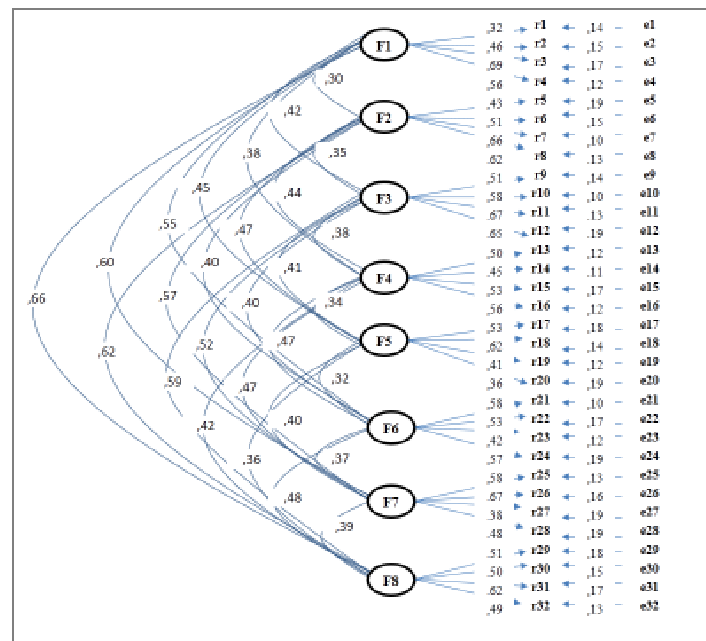 ,32 r1 ,14 e1
F1
,46 r2 ,15 e2
,69 r3 ,17 e3
,30
,56 r4 ,12 e4
,42
,43 r5 ,19 e5
F2
,51 r6 ,15 e6
,66 r7 ,10 e7
,38 ,35
,62 r8 ,13 e8
,51 r9 ,14 e9
,45 ,44
F3
,58 r10 ,10 e10
,67 r11 ,13 e11
,55 ,47 ,38
,65 r12 ,19 e12
,50 r13 ,12 e13
,60 ,40 ,41
,45 r14 ,11 e14
F4
,53 r15 ,17 e15
,66 ,57 ,40 ,34
,56 r16 ,12 e16
,53 r17 ,18 e17
F5
,62 r18 ,14 e18
,62 ,52 ,47
,41 r19 ,12 e19
,59 ,47 ,32
,36 r20 ,19 e20
,58 r21 ,10 e21
,53 r22 ,17 e22
,42 ,40
F6
,42 r23 ,12 e23
,36 ,37
,57 r24 ,19 e24
,58 r25 ,13 e25
,67 r26 ,16 e26
,48
F7
,38 r27 ,19 e27
,39
,48 r28 ,19 e28
,51 r29 ,18 e29
,50 r30 ,15 e30
F8
,62 r31 ,17 e31
,49 r32 ,13 e32